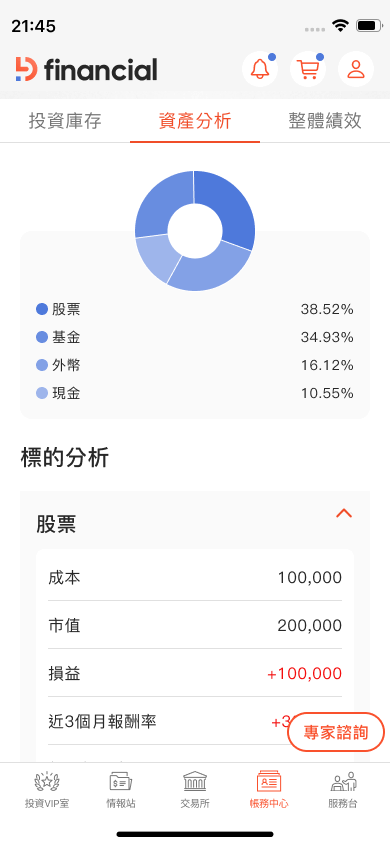 21:45
financial
投資庫存 資產分析 整體績效
股票 38.52%
基金 34.93%
外幣 16.12%
現金 10.55%
標的分析
股票
成本 100,000
市值 200,000
損益 +100,000
近3個月報酬率
專家諮詢
投資VIP室 情報站 交易所 帳務中心 服務台